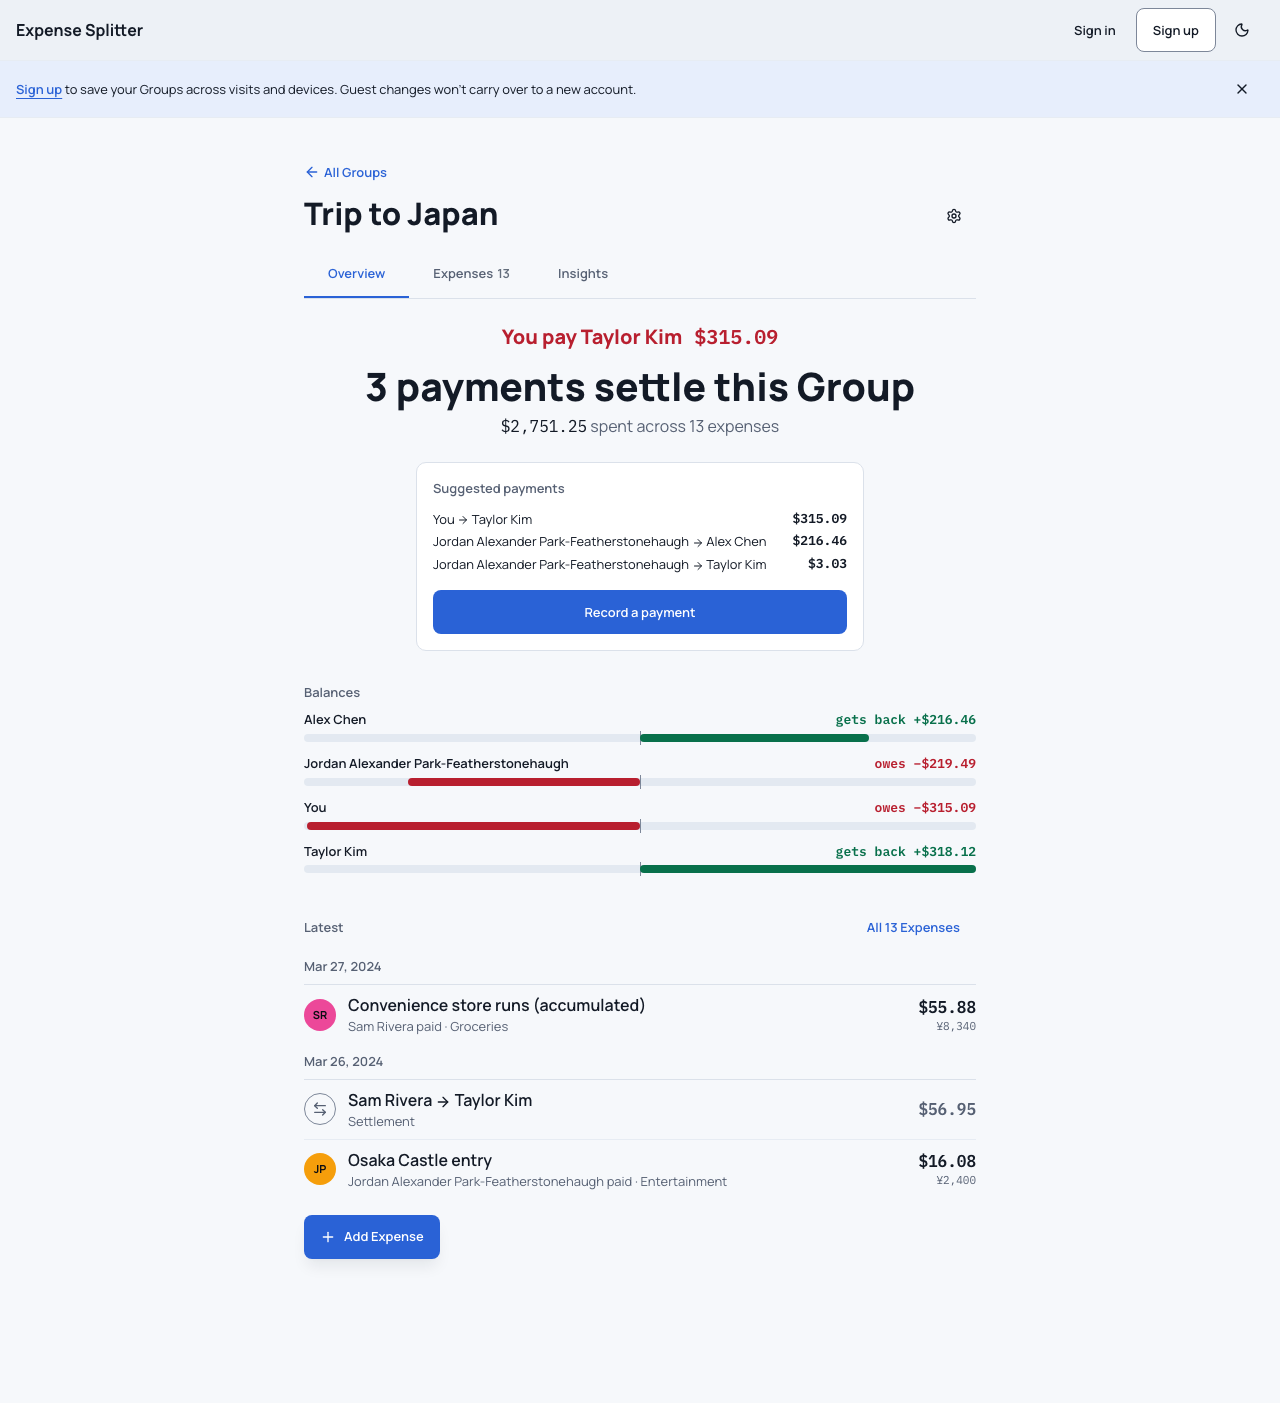 Expense Splitter
Sign in
Sign up
Sign up to save your Groups across visits and devices. Guest changes won't carry over to a new account.
← All Groups
Trip to Japan
Overview
Expenses 13
Insights
You pay Taylor Kim $315.09
3 payments settle this Group
$2,751.25 spent across 13 expenses
Suggested payments
You → Taylor Kim $315.09
Jordan Alexander Park-Featherstonehaugh → Alex Chen $216.46
Jordan Alexander Park-Featherstonehaugh → Taylor Kim $3.03
Record a payment
Balances
Alex Chen gets back +$216.46
Jordan Alexander Park-Featherstonehaugh owes −$219.49
You owes −$315.09
Taylor Kim gets back +$318.12
Latest
All 13 Expenses
Mar 27, 2024
SR
Convenience store runs (accumulated) $55.88
Sam Rivera paid · Groceries ¥8,340
Mar 26, 2024
Sam Rivera → Taylor Kim $56.95
Settlement
JP
Osaka Castle entry $16.08
Jordan Alexander Park-Featherstonehaugh paid · Entertainment ¥2,400
+ Add Expense